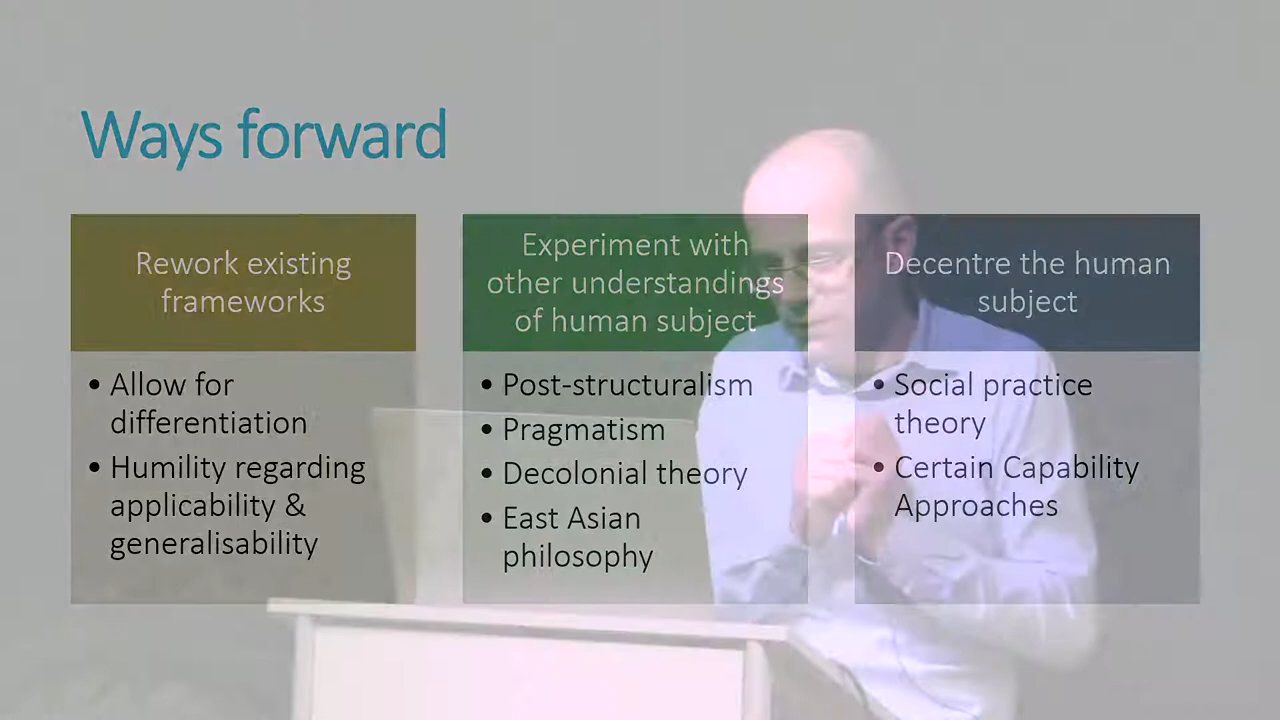 Ways forward
Rework existing
frameworks
• Allow for
differentiation
• Humility regarding
applicability &
generalisability
Experiment with
other understandings
of human subject
• Post-structuralism
• Pragmatism
• Decolonial theory
• East Asian
philosophy
Decentre the human
subject
• Social practice
theory
• Certain Capability
Approaches